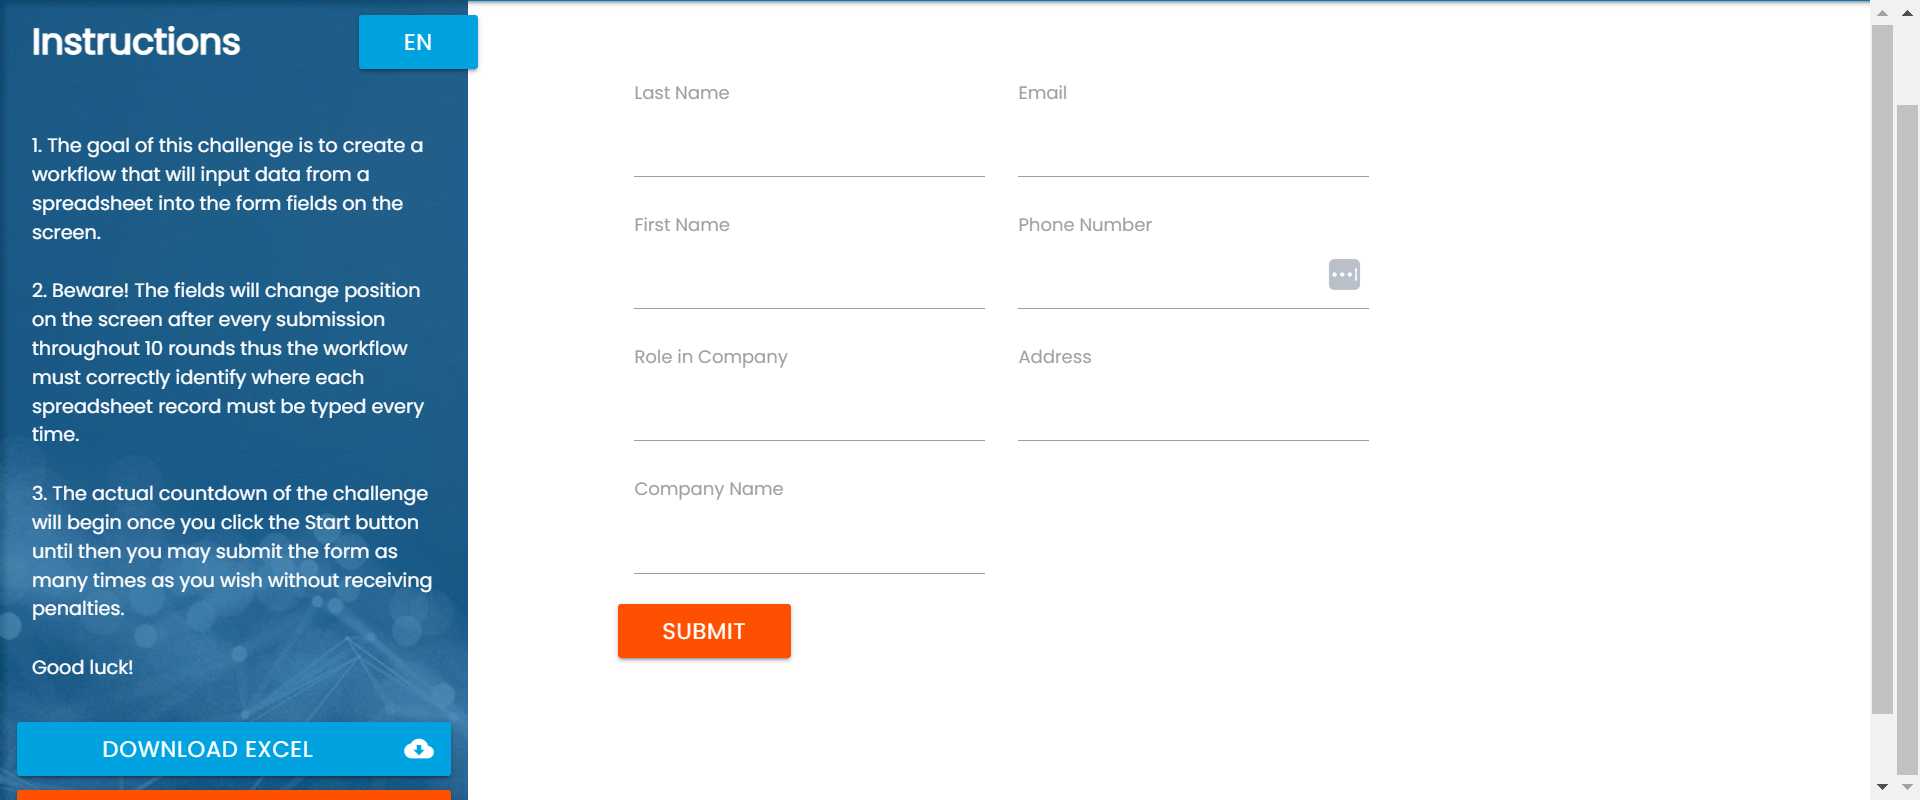 Instructions
EN
1. The goal of this challenge is to create a
workflow that will input data from a
spreadsheet into the form fields on the
screen.
2. Beware! The fields will change position
on the screen after every submission
throughout 10 rounds thus the workflow
must correctly identify where each
spreadsheet record must be typed every
time.
3. The actual countdown of the challenge
will begin once you click the Start button
until then you may submit the form as
many times as you wish without receiving
penalties.
Good luck!
DOWNLOAD EXCEL
Last Name
Email
First Name
Phone Number
Role in Company
Address
Company Name
SUBMIT